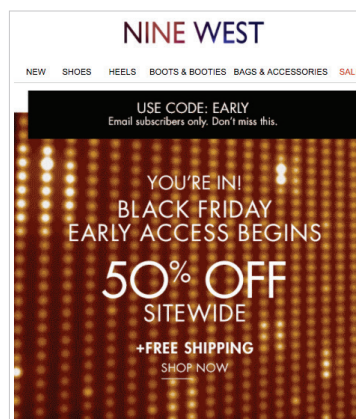 NINE WEST
NEW SHOES HEELS BOOTS & BOOTIES BAGS & ACCESSORIES SAL
USE CODE: EARLY
Email subscribers only. Don't miss this.
YOU'RE IN!
BLACK FRIDAY
EARLY ACCESS BEGINS
50% OFF
SITEWIDE
+FREE SHIPPING
SHOP NOW